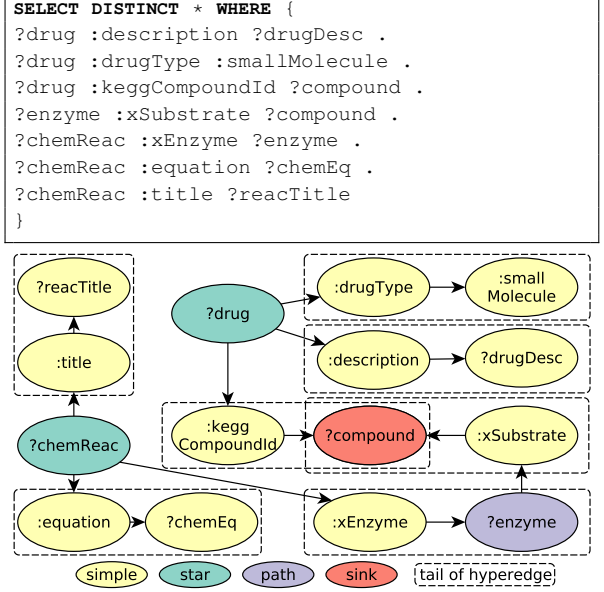 SELECT DISTINCT * WHERE {
?drug :description ?drugDesc .
?drug :drugType :smallMolecule .
?drug :keggCompoundId ?compound .
?enzyme :xSubstrate ?compound .
?chemReac :xEnzyme ?enzyme .
?chemReac :equation ?chemEq .
?chemReac :title ?reacTitle
}
?reacTitle
?drug
:drugType
:small
Molecule
:title
:description
?drugDesc
?chemReac
:kegg
CompoundId
?compound
:xSubstrate
:equation
?chemEq
:xEnzyme
?enzyme
simple
star
path
sink
tail of hyperedge